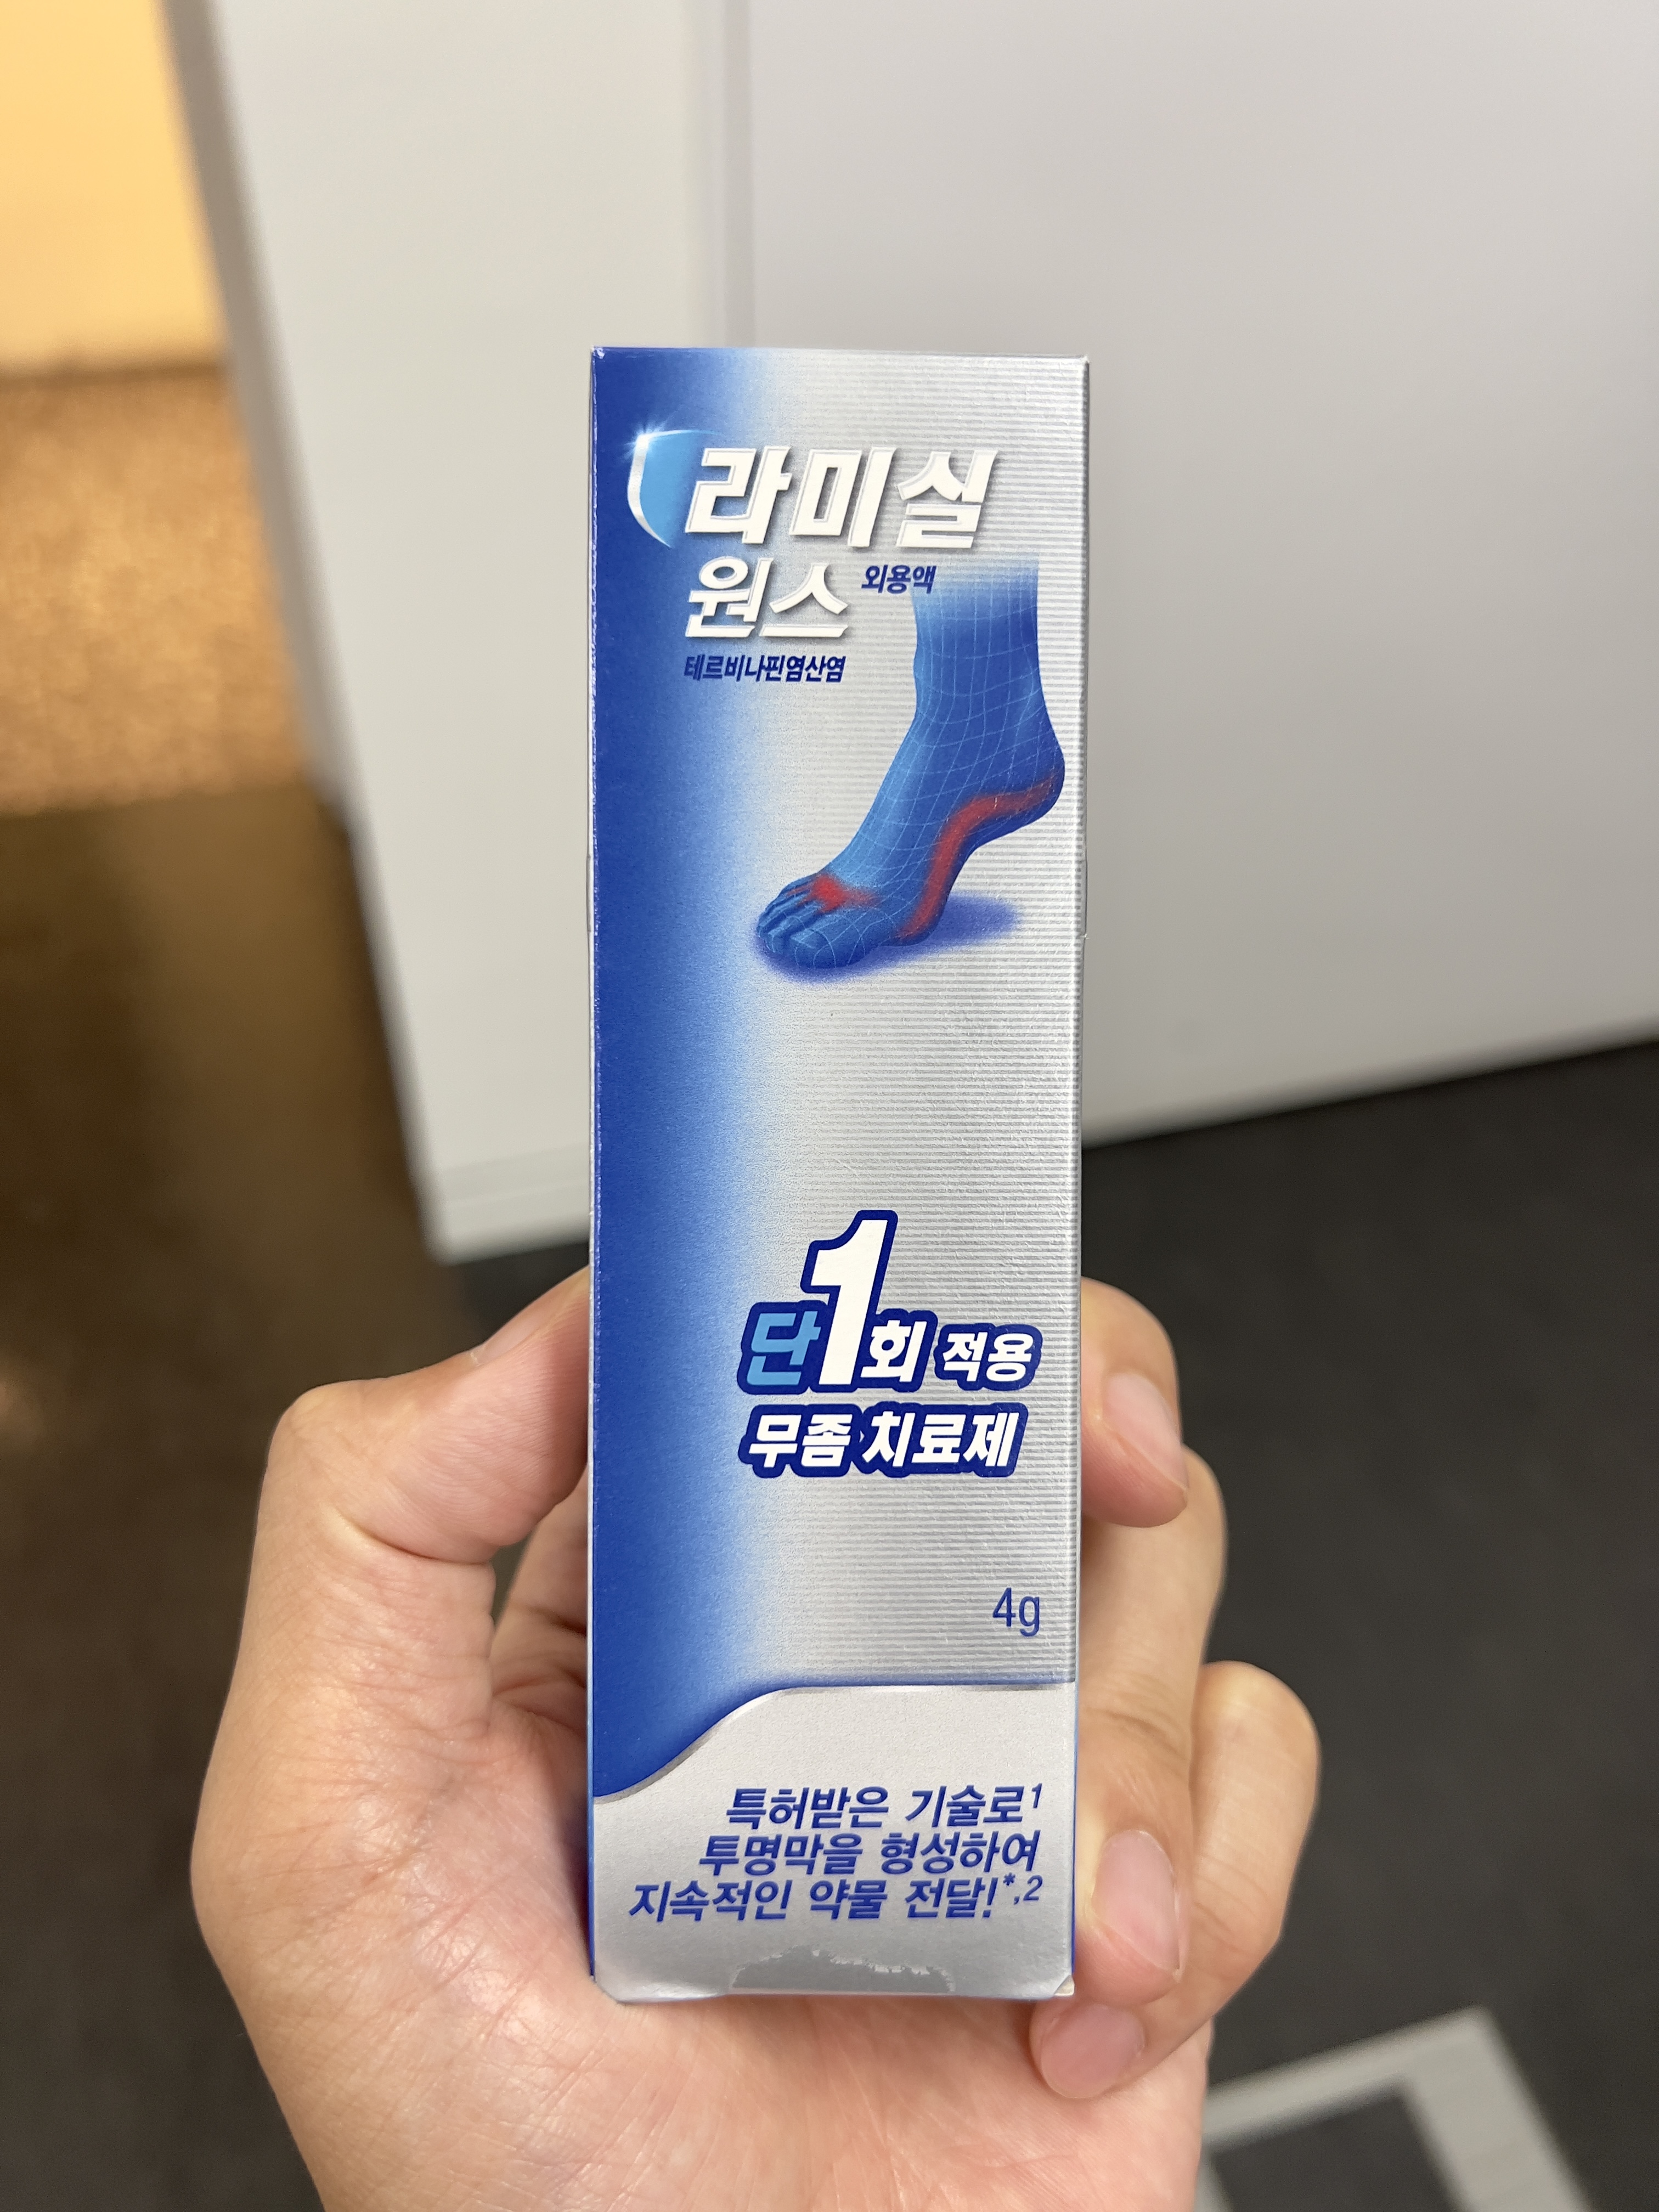 라미실
원스 외용액
테르비나핀염산염
단1회 적용
무좀 치료제
4g
특허받은 기술로1
투명막을 형성하여
지속적인 약물 전달!*,2